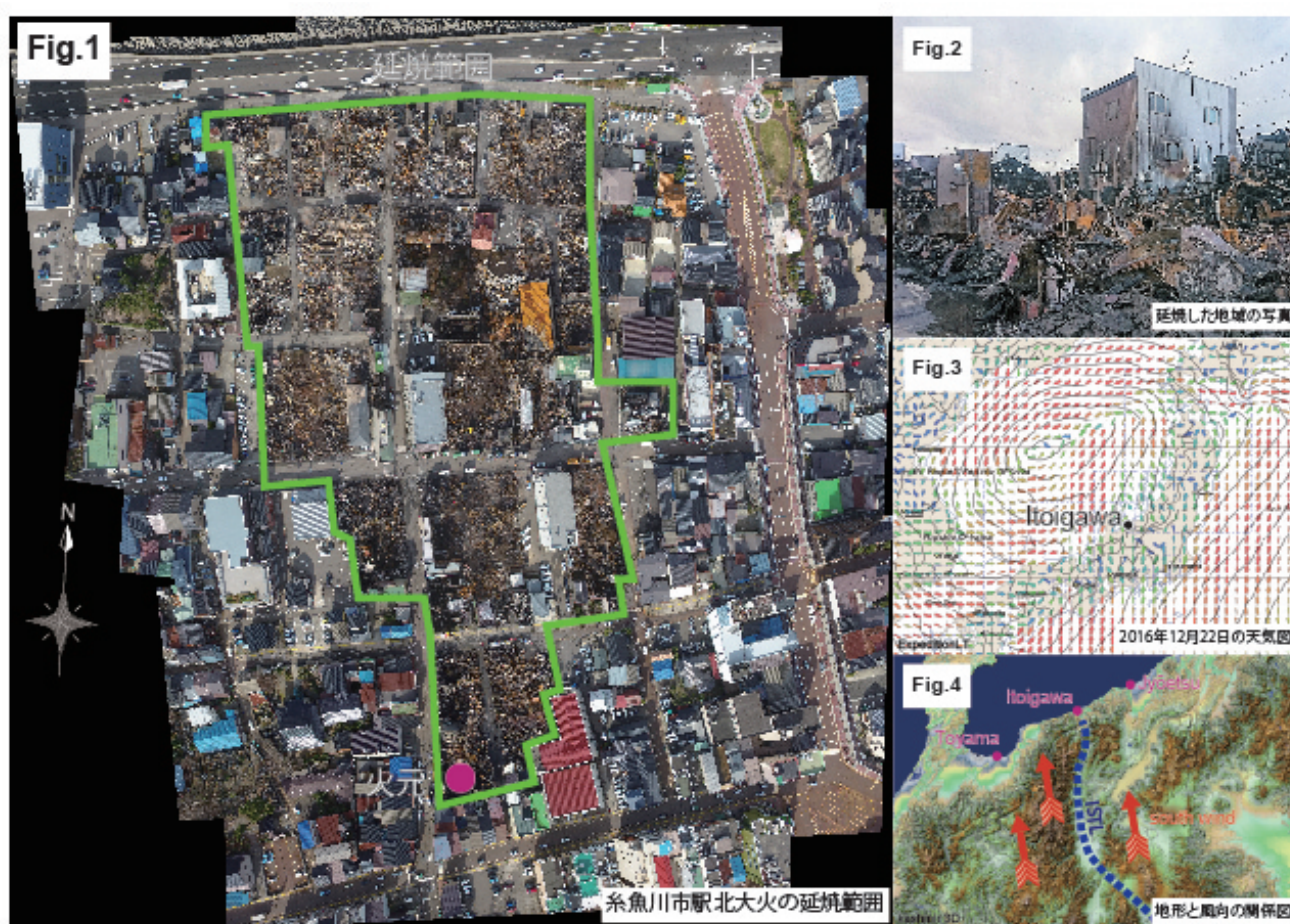 Fig.1
延焼範囲
N
火元
糸魚川市駅北大火の延焼範囲
Fig.2
延焼した地域の写真
Fig.3
Itoigawa
2016年12月22日の天気図
Fig.4
Itoigawa
Jyoetsu
Toyama
ISTL
south wind
地形と風向の関係図